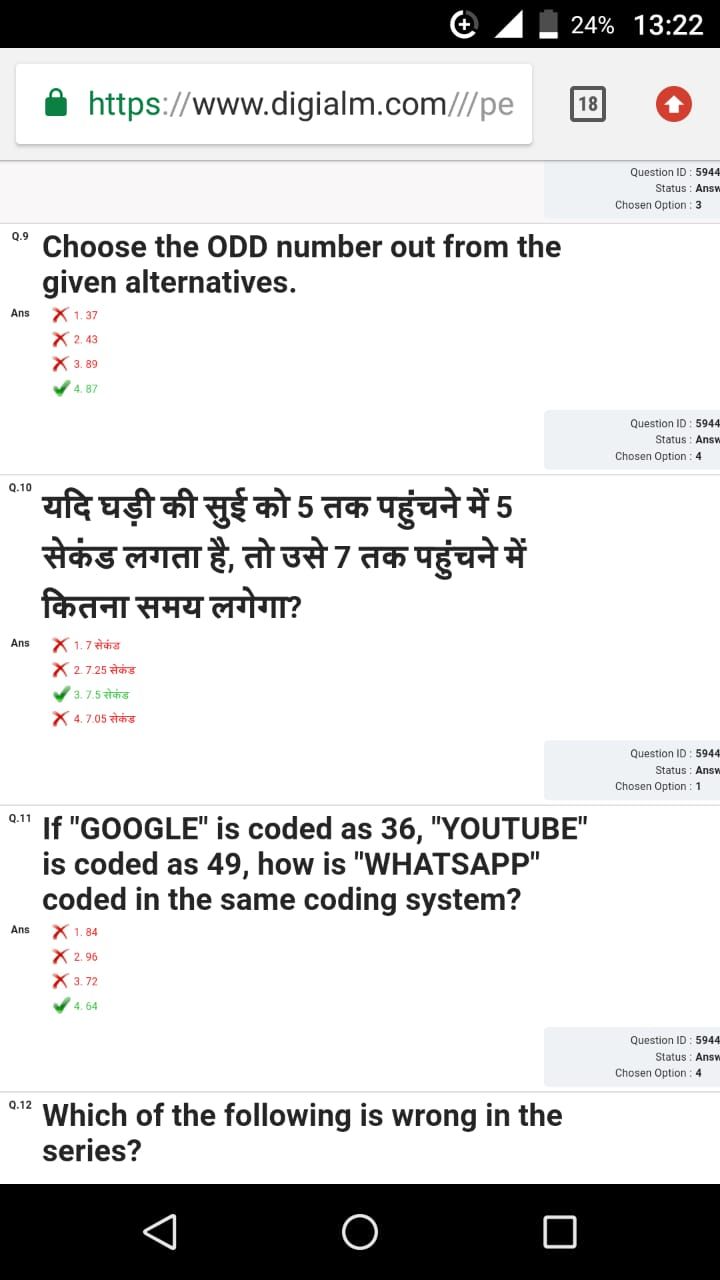 24% 13:22
https://www.digialm.com///pe
18
Question ID : 5944
Status : Answ
Chosen Option : 3
Q.9 Choose the ODD number out from the
given alternatives.
Ans 1. 37
2. 43
3. 89
4. 87
Question ID : 5944
Status : Answ
Chosen Option : 4
Q.10 यदि घड़ी की सुई को 5 तक पहुंचने में 5
सेकंड लगता है, तो उसे 7 तक पहुंचने में
कितना समय लगेगा?
Ans 1. 7 सेकंड
2. 7.25 सेकंड
3. 7.5 सेकंड
4. 7.05 सेकंड
Question ID : 5944
Status : Answ
Chosen Option : 1
Q.11 If "GOOGLE" is coded as 36, "YOUTUBE"
is coded as 49, how is "WHATSAPP"
coded in the same coding system?
Ans 1. 84
2. 96
3. 72
4. 64
Question ID : 5944
Status : Answ
Chosen Option : 4
Q.12 Which of the following is wrong in the
series?